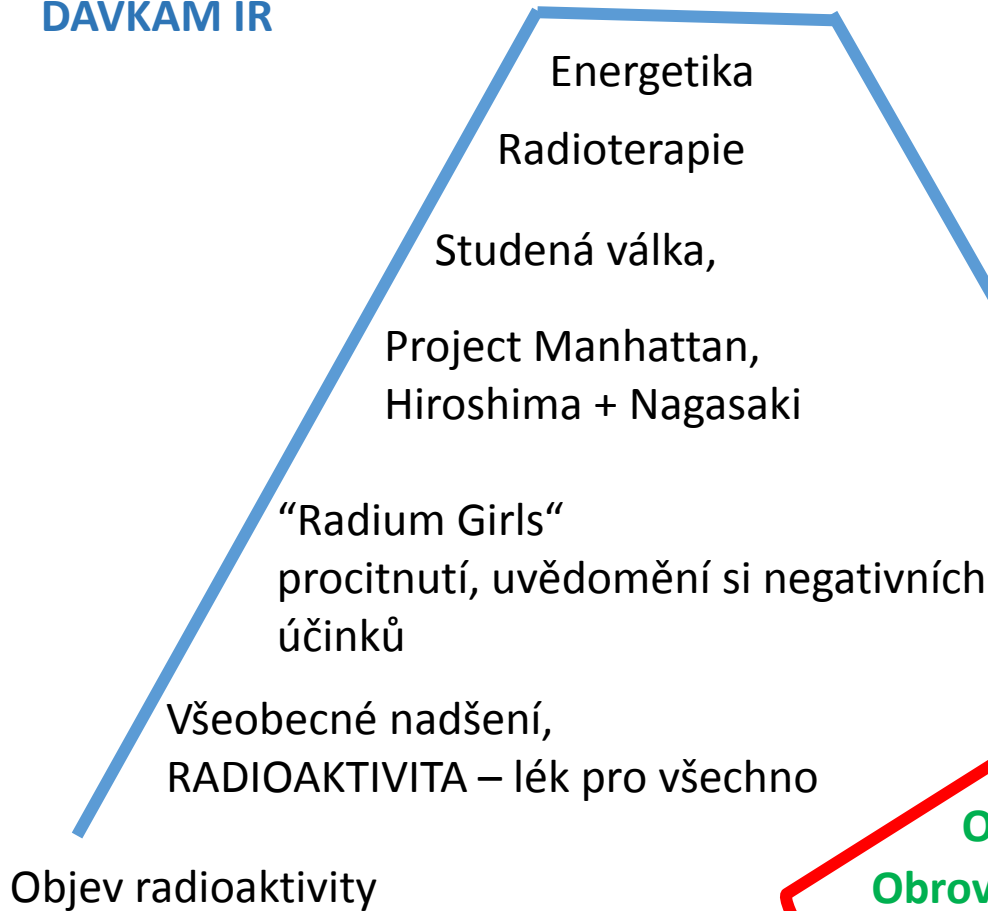 DÁVKÁM IR
Energetika
Radioterapie
Studená válka,
Project Manhattan,
Hiroshima + Nagasaki
“Radium Girls“
procitnutí, uvědomění si negativních
účinků
Všeobecné nadšení,
RADIOAKTIVITA – lék pro všechno
Objev radioaktivity